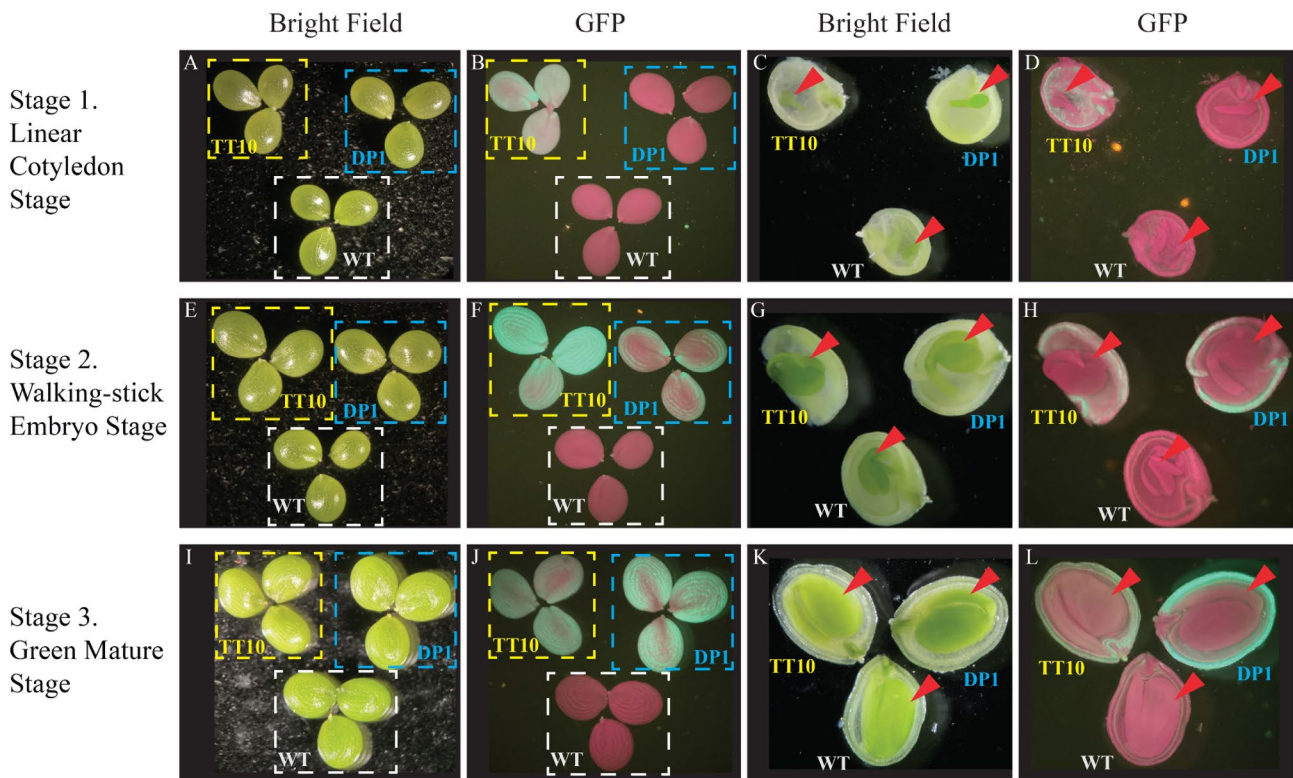 Bright Field GFP Bright Field GFP
Stage 1.
Linear
Cotyledon
Stage
A TT10 DP1 WT
B TT10 DP1 WT
C TT10 DP1 WT
D TT10 DP1 WT
Stage 2.
Walking-stick
Embryo Stage
E TT10 DP1 WT
F TT10 DP1 WT
G TT10 DP1 WT
H TT10 DP1 WT
Stage 3.
Green Mature
Stage
I TT10 DP1 WT
J TT10 DP1 WT
K TT10 DP1 WT
L TT10 DP1 WT